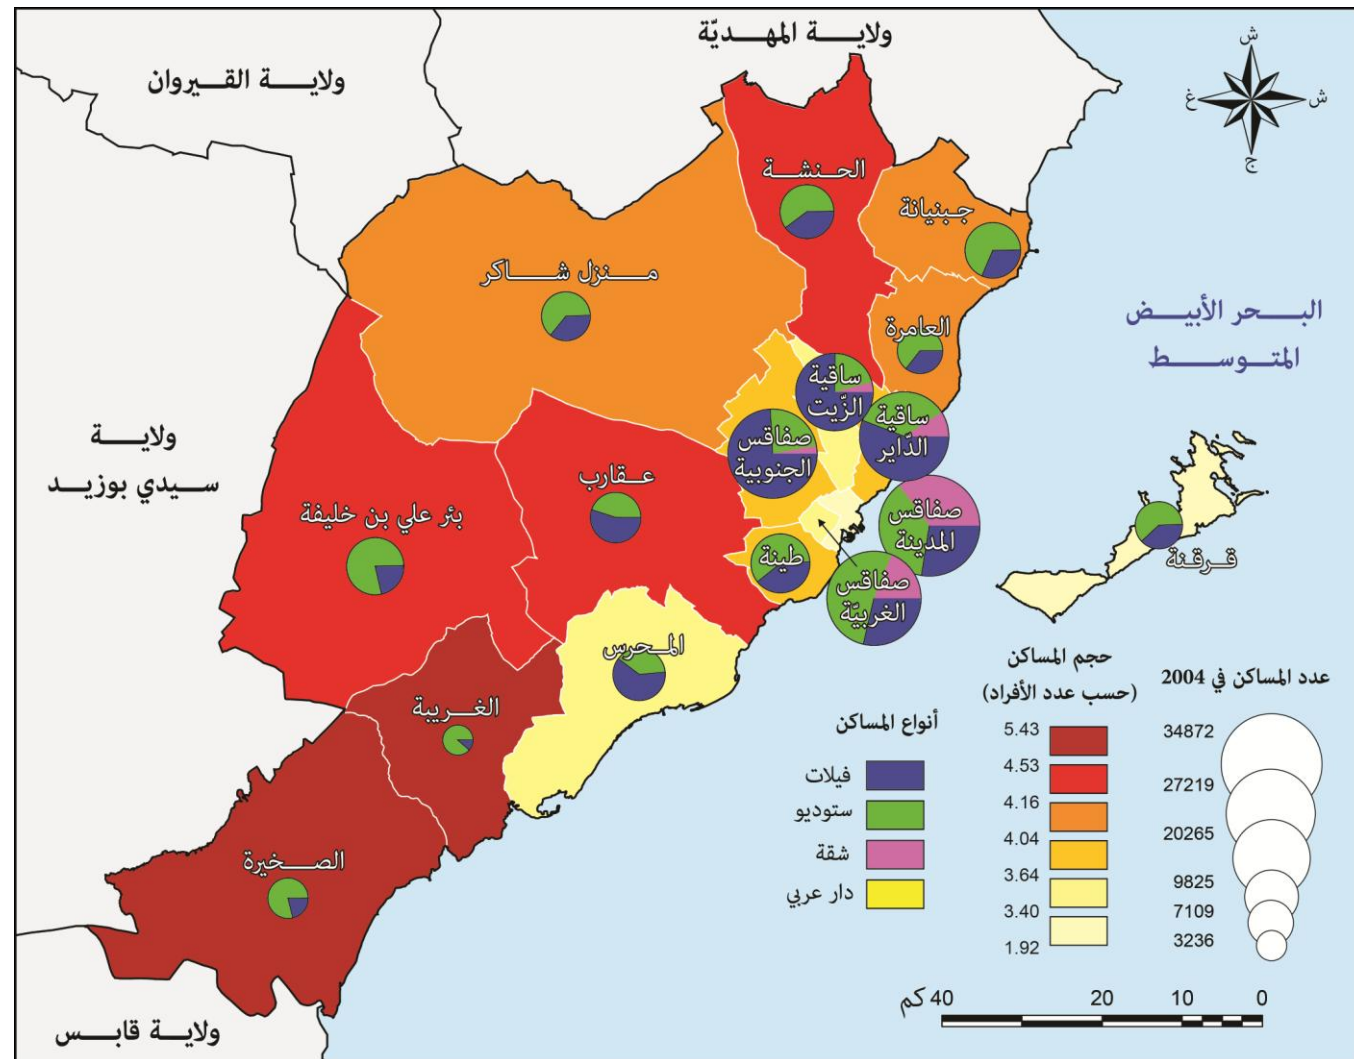 ولاية المهديّة
ولاية القيروان
ش
غ
ش
ج
الحنشة
جبنيانة
منزل شاكر
العامرة
البحر الأبيض
المتوسط
ساقية
الزّيت
ساقية
الدّاير
صفاقس
الجنوبية
ولاية
سيدي بوزيد
عقارب
بئر علي بن خليفة
صفاقس
المدينة
طينة
صفاقس
الغربيّة
قرقنة
المحرس
الغريبة
الصخيرة
ولاية قابس
أنواع المساكن
فيلات
ستوديو
شقة
دار عربي
حجم المساكن
(حسب عدد الأفراد)
5.43
4.53
4.16
4.04
3.64
3.40
1.92
عدد المساكن في 2004
34872
27219
20265
9825
7109
3236
40 كم
20
10
0